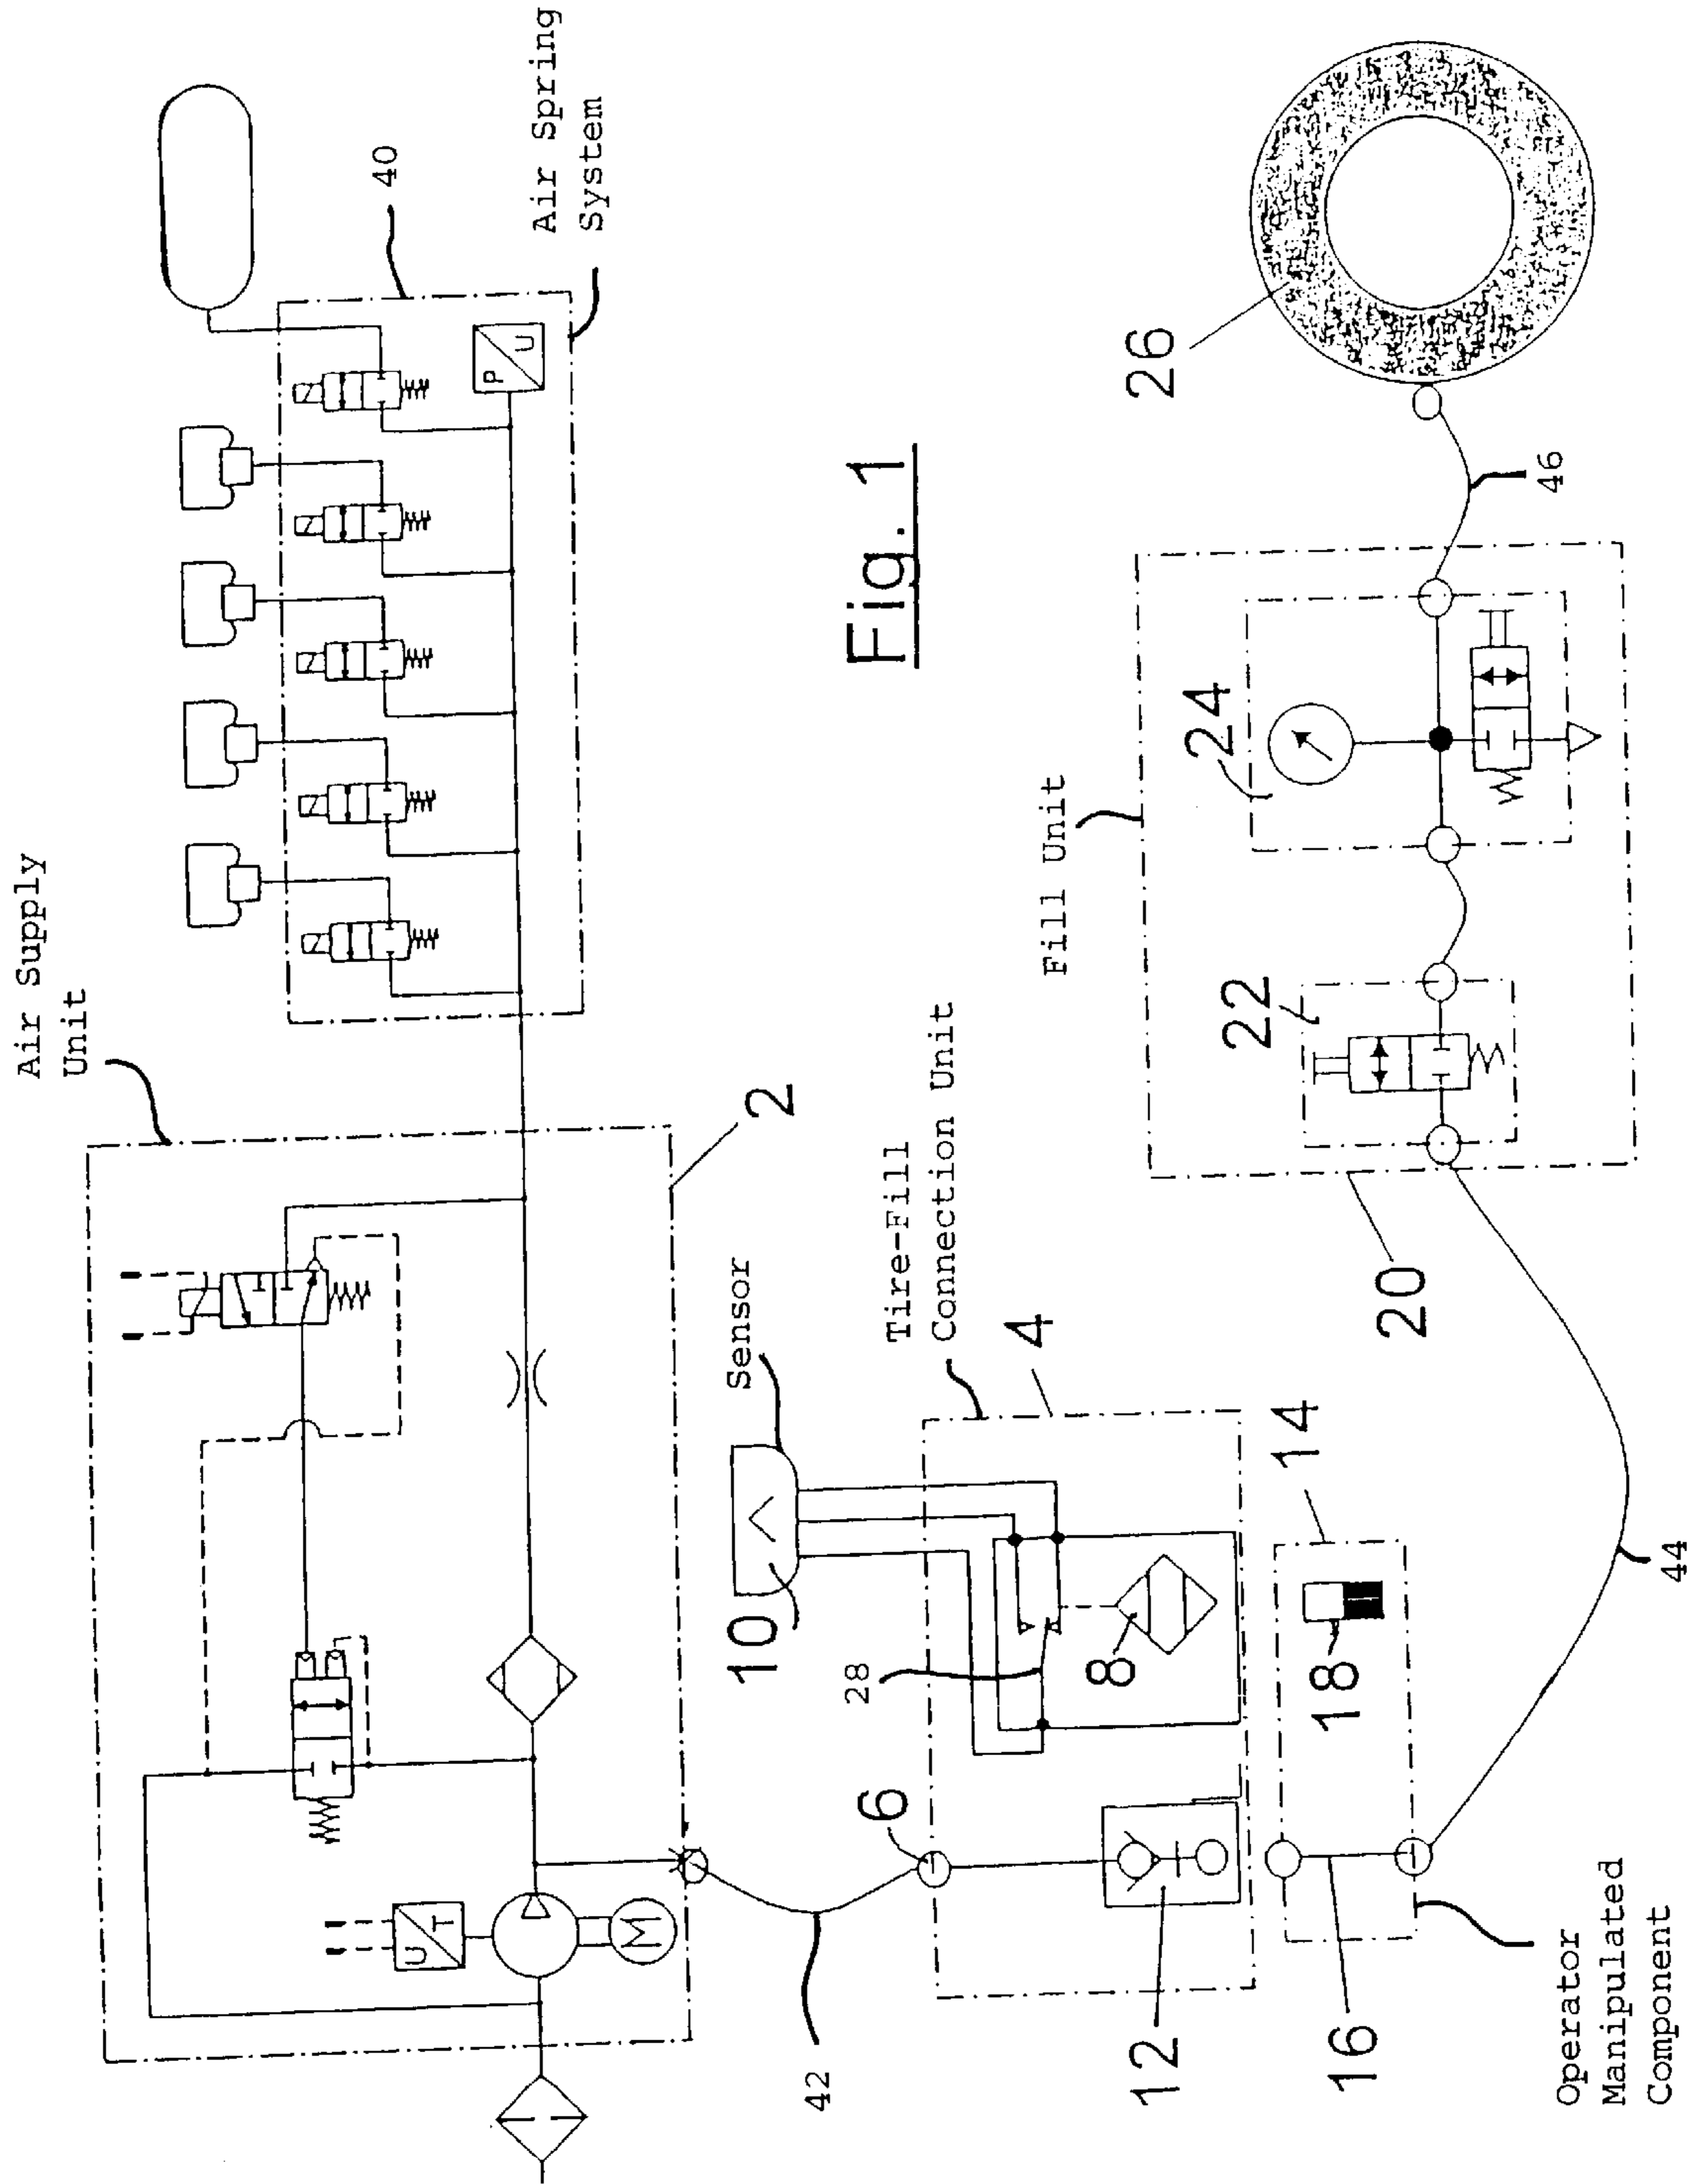 Air Supply
Unit
40
Air Spring
System
P
U
2
U
T
M
Fig. 1
Sensor
10
Tire-Fill
Connection Unit
4
28
8
6
12
42
14
18
16
Operator
Manipulated
Component
Fill Unit
20
22
24
26
44
46